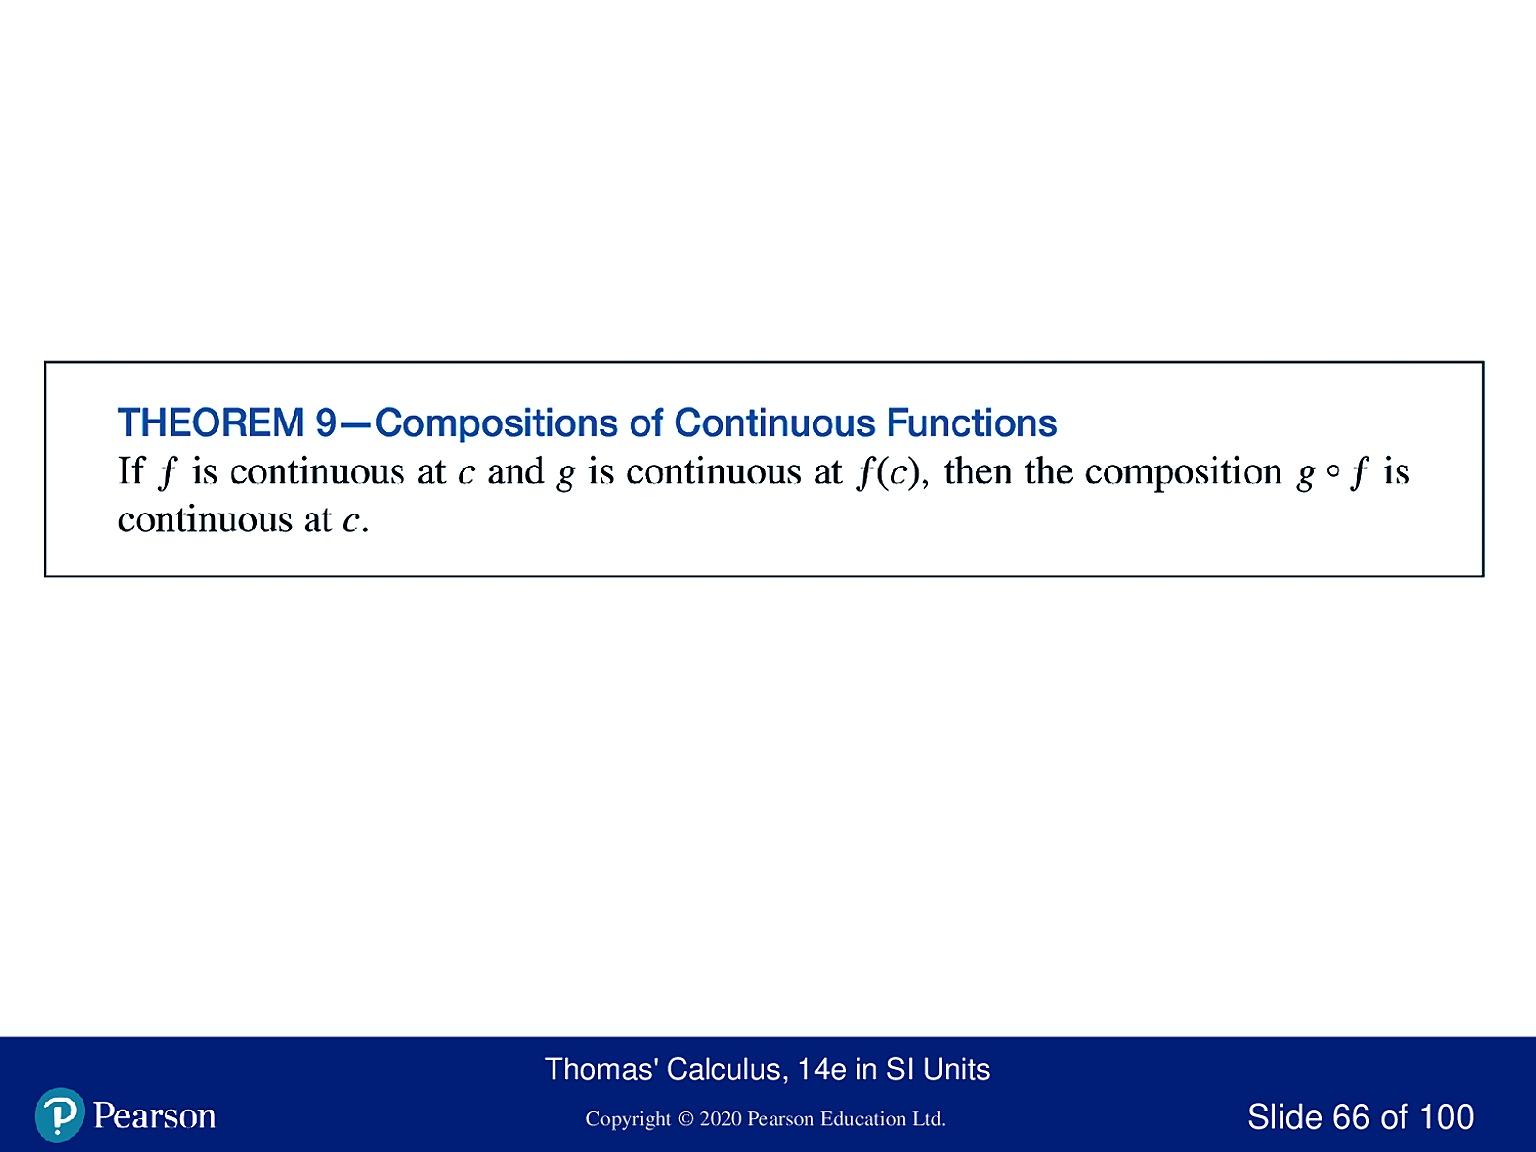 THEOREM 9—Compositions of Continuous Functions
If f is continuous at c and g is continuous at f(c), then the composition g ∘ f is
continuous at c.
Thomas' Calculus, 14e in SI Units
Pearson
Copyright © 2020 Pearson Education Ltd.
Slide 66 of 100